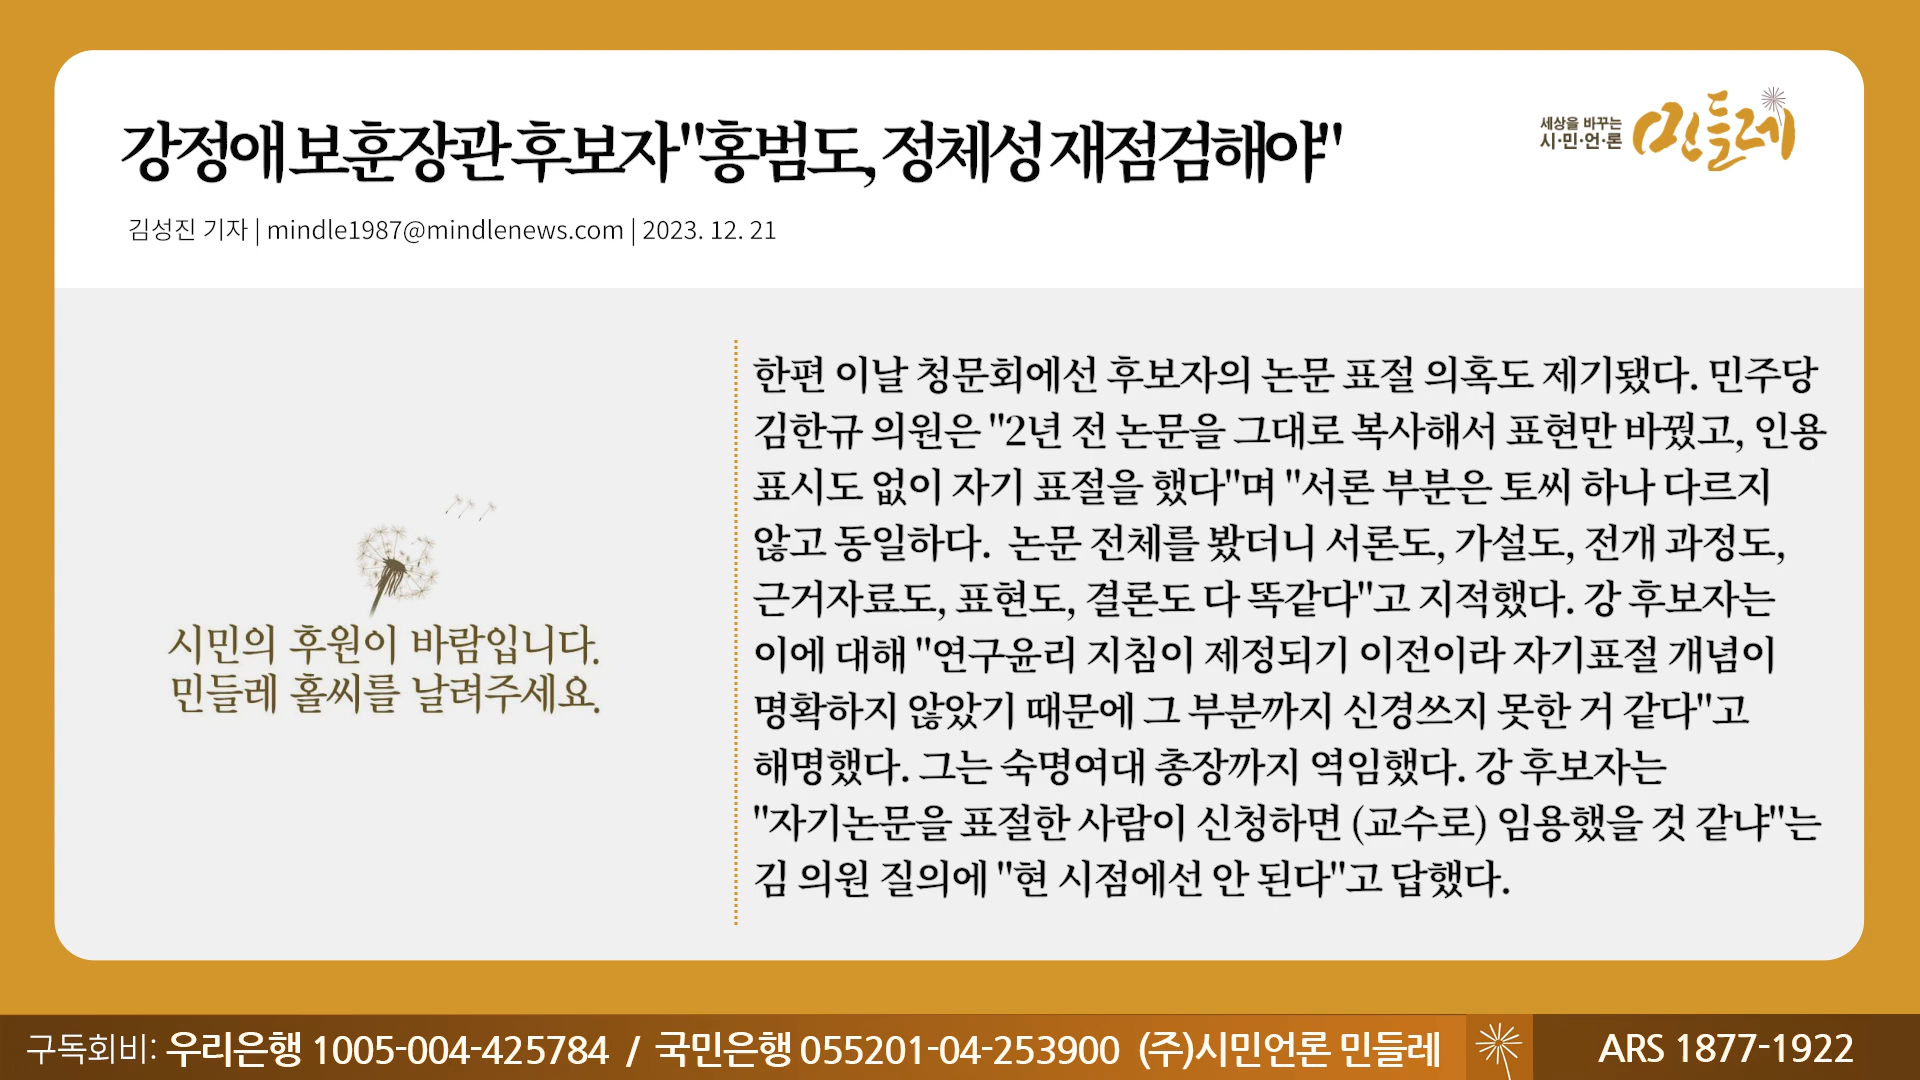 강정애 보훈장관 후보자 "홍범도, 정체성 재점검해야"
세상을 바꾸는
시·민·언·론
민들레
김성진 기자 | mindle1987@mindlenews.com | 2023. 12. 21
시민의 후원이 바람입니다.
민들레 홀씨를 날려주세요.
한편 이날 청문회에선 후보자의 논문 표절 의혹도 제기됐다. 민주당
김한규 의원은 "2년 전 논문을 그대로 복사해서 표현만 바꿨고, 인용
표시도 없이 자기 표절을 했다"며 "서론 부분은 토씨 하나 다르지
않고 동일하다. 논문 전체를 봤더니 서론도, 가설도, 전개 과정도,
근거자료도, 표현도, 결론도 다 똑같다"고 지적했다. 강 후보자는
이에 대해 "연구윤리 지침이 제정되기 이전이라 자기표절 개념이
명확하지 않았기 때문에 그 부분까지 신경쓰지 못한 거 같다"고
해명했다. 그는 숙명여대 총장까지 역임했다. 강 후보자는
"자기논문을 표절한 사람이 신청하면 (교수로) 임용했을 것 같냐"는
김 의원 질의에 "현 시점에선 안 된다"고 답했다.
구독회비: 우리은행 1005-004-425784 / 국민은행 055201-04-253900 (주)시민언론 민들레
ARS 1877-1922